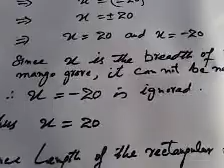 ⇒ x = ±20
⇒ x = 20 and x = -20
Since x is the breadth of
mango grove, it can not be
∴ x = -20 is ignored.
x = 20
Length of the rectangular